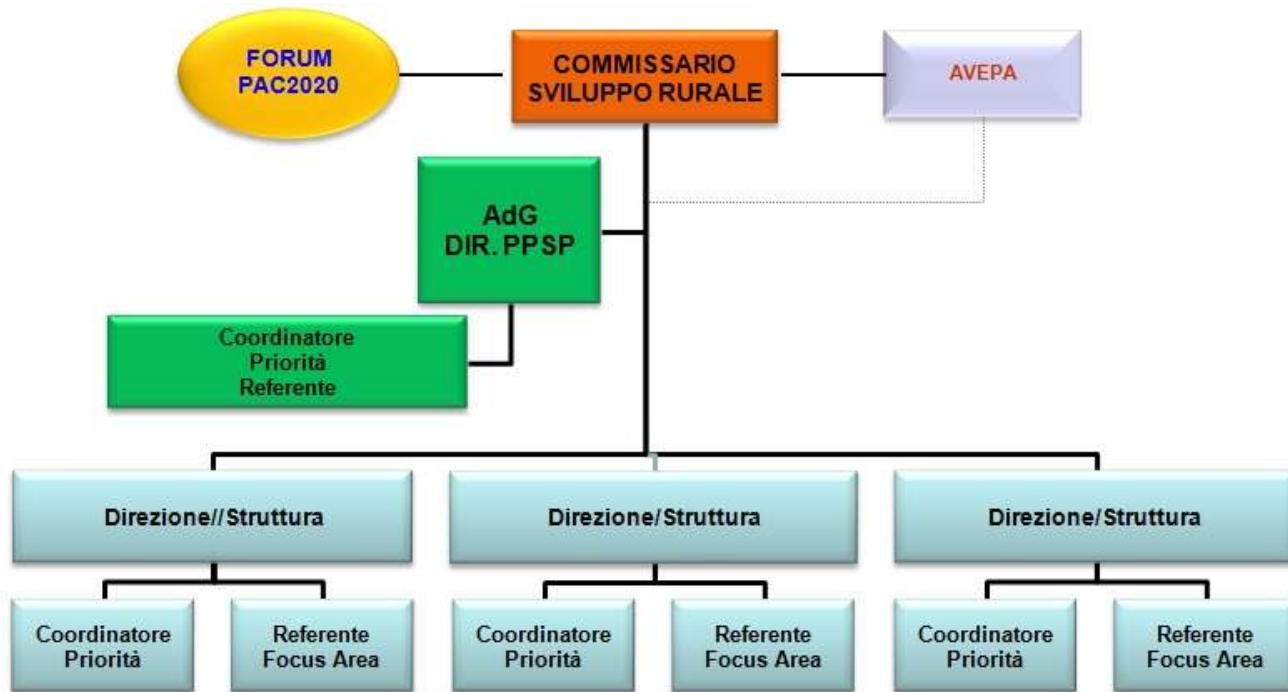 FORUM
PAC2020
COMMISSARIO
SVILUPPO RURALE
AVEPA
AdG
DIR. PPSP
Coordinatore
Priorità
Referente
Direzione//Struttura
Direzione/Struttura
Direzione/Struttura
Coordinatore
Priorità
Referente
Focus Area
Coordinatore
Priorità
Referente
Focus Area
Coordinatore
Priorità
Referente
Focus Area